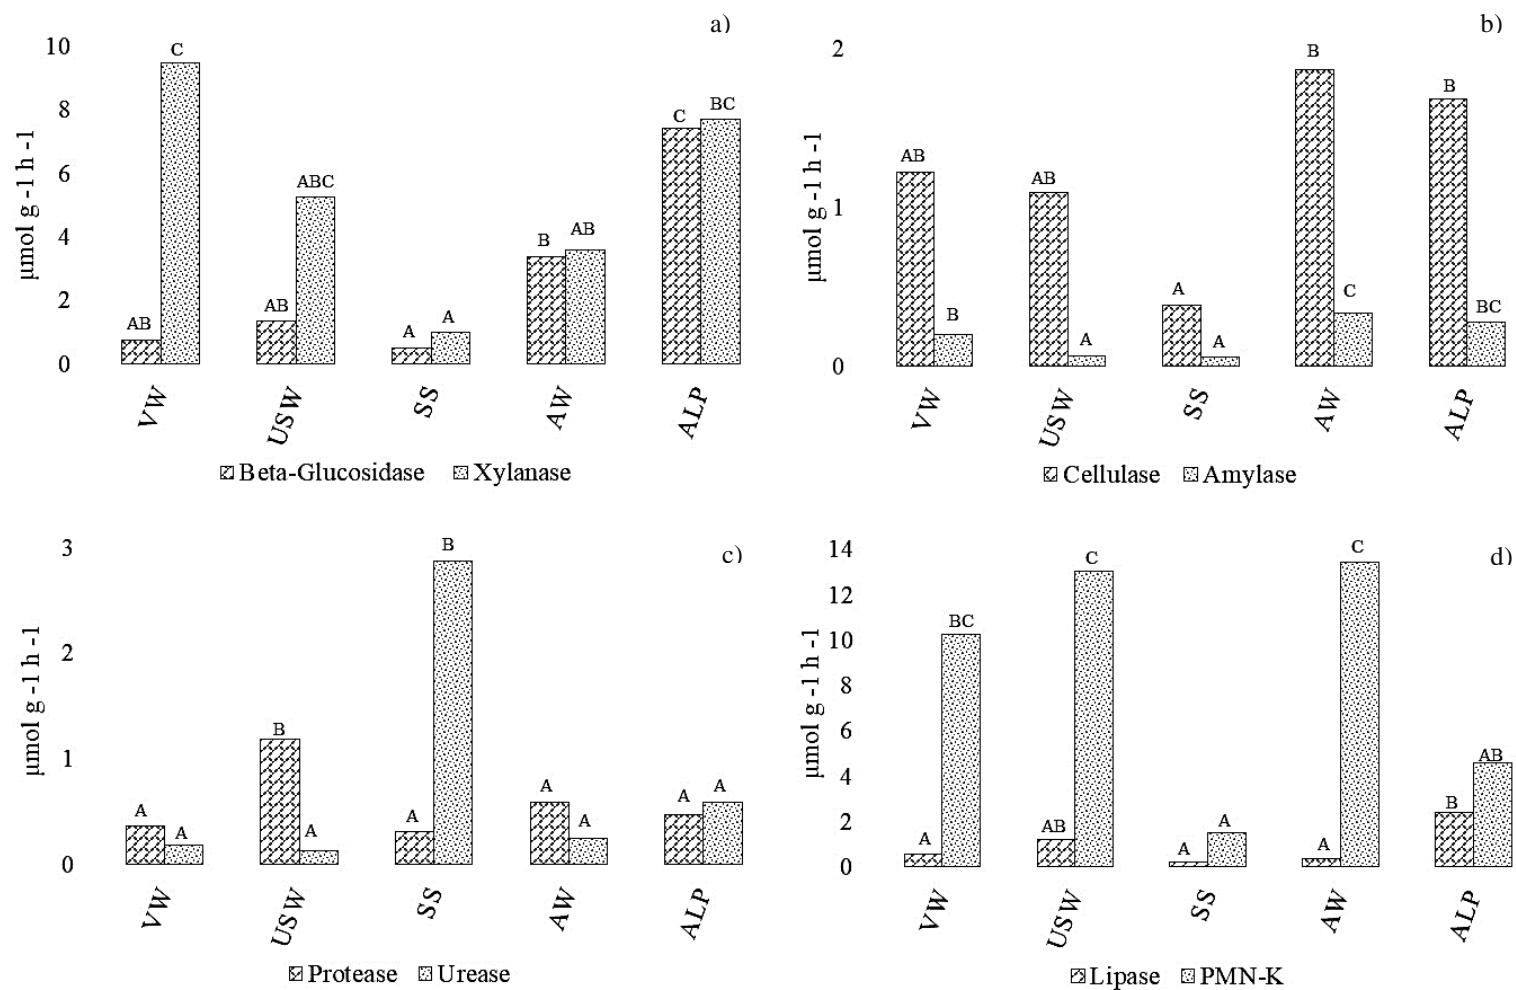 a)
10
8
6
4
2
0
µmol g -1 h -1
AB
C
AB
ABC
A
A
B
AB
C
BC
VW
USW
SS
AW
ALP
Beta-Glucosidase Xylanase
b)
2
1
0
µmol g -1 h -1
AB
B
AB
A
A
A
B
C
B
BC
VW
USW
SS
AW
ALP
Cellulase Amylase
c)
3
2
1
0
µmol g -1 h -1
A
A
B
A
A
B
A
A
A
A
VW
USW
SS
AW
ALP
Protease Urease
d)
14
12
10
8
6
4
2
0
µmol g -1 h -1
A
BC
AB
C
A
A
A
C
B
AB
VW
USW
SS
AW
ALP
Lipase PMN-K